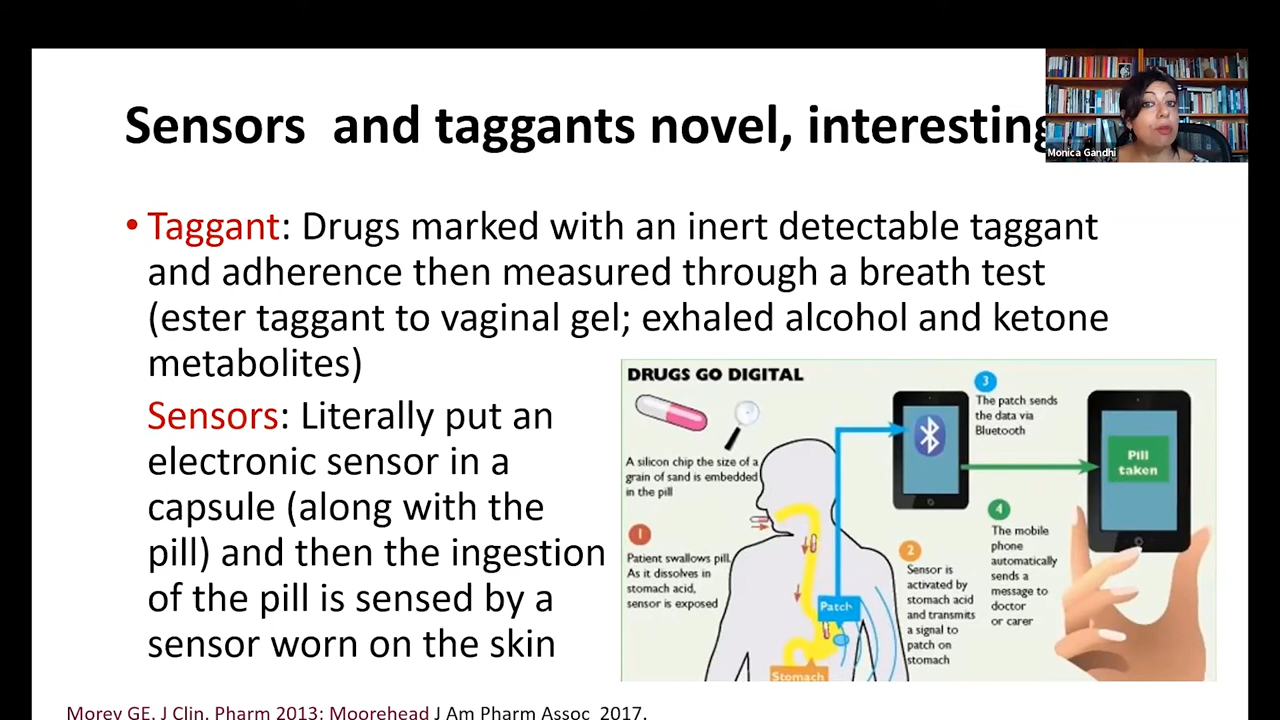 Sensors and taggants novel, interesting
Monica Gandhi
• Taggant: Drugs marked with an inert detectable taggant
and adherence then measured through a breath test
(ester taggant to vaginal gel; exhaled alcohol and ketone
metabolites)
Sensors: Literally put an
electronic sensor in a
capsule (along with the
pill) and then the ingestion
of the pill is sensed by a
sensor worn on the skin
DRUGS GO DIGITAL
A silicon chip the size of a
grain of sand is embedded
in the pill
1
Patient swallows pill.
As it dissolves in
stomach acid,
sensor is exposed
Patch
Stomach
2
Sensor is
activated by
stomach acid
and transmits
a signal to
patch on
stomach
3
The patch sends
the data via
Bluetooth
4
The mobile
phone
automatically
sends a
message to
doctor
or carer
Pill
taken
Morey GE, J Clin. Pharm 2013; Moorehead J Am Pharm Assoc 2017.